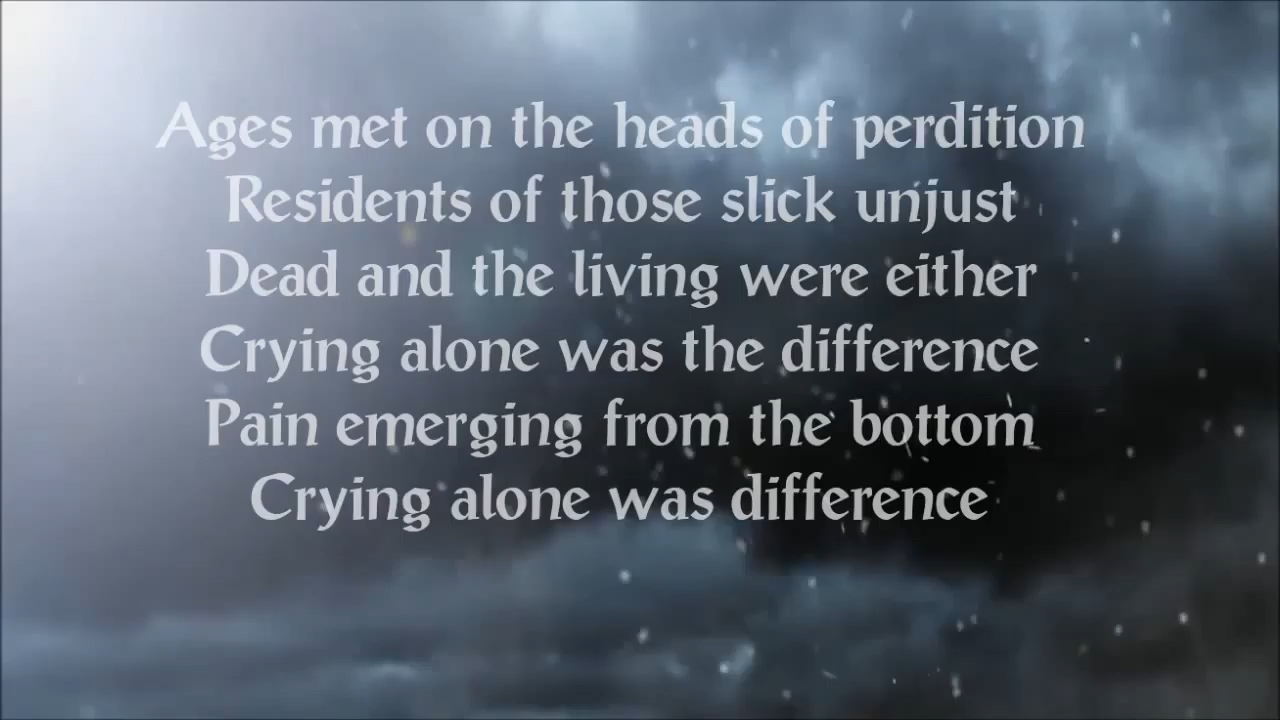 Ages met on the heads of perdition
Residents of those slick unjust
Dead and the living were either
Crying alone was the difference
Pain emerging from the bottom
Crying alone was difference